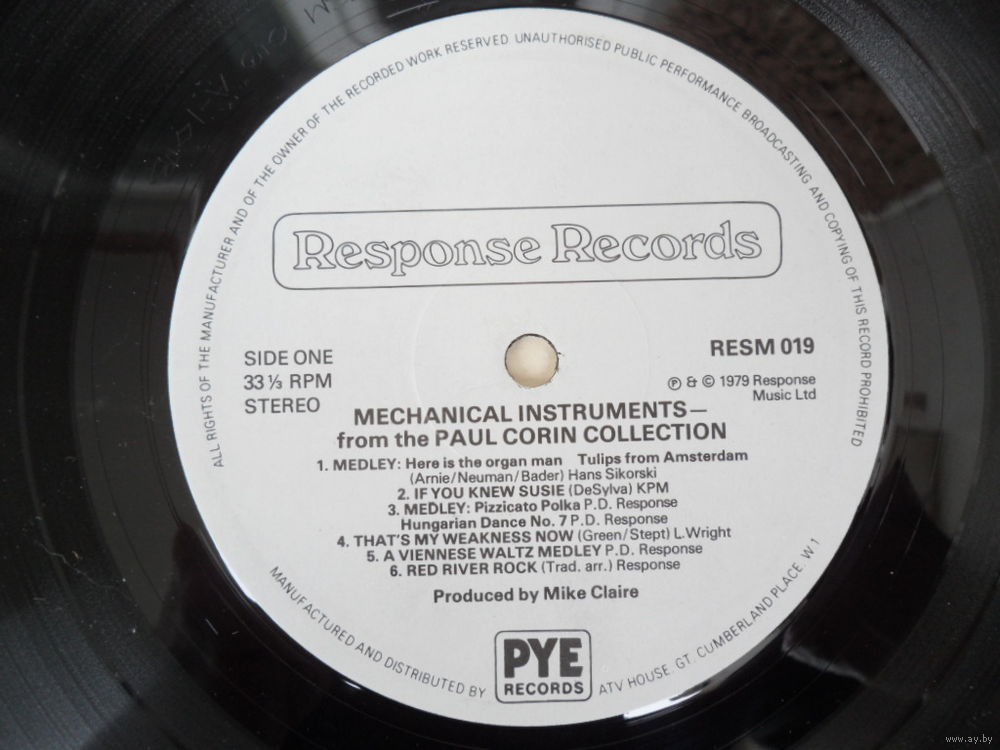 ALL RIGHTS OF THE MANUFACTURER AND OF THE OWNER OF THE RECORDED WORK RESERVED UNAUTHORISED PUBLIC PERFORMANCE BROADCASTING AND COPYING OF THIS RECORD PROHIBITED
Response Records
SIDE ONE
33 ⅓ RPM
STEREO
RESM 019
℗ & © 1979 Response
Music Ltd
MECHANICAL INSTRUMENTS—
from the PAUL CORIN COLLECTION
1. MEDLEY: Here is the organ man Tulips from Amsterdam
(Arnie/Neuman/Bader) Hans Sikorski
2. IF YOU KNEW SUSIE (DeSylva) KPM
3. MEDLEY: Pizzicato Polka P.D. Response
Hungarian Dance No. 7 P.D. Response
4. THAT'S MY WEAKNESS NOW (Green/Stept) L.Wright
5. A VIENNESE WALTZ MEDLEY P.D. Response
6. RED RIVER ROCK (Trad. arr.) Response
Produced by Mike Claire
MANUFACTURED AND DISTRIBUTED BY
PYE
RECORDS
ATV HOUSE. GT. CUMBERLAND PLACE. W.1
www.ay.by